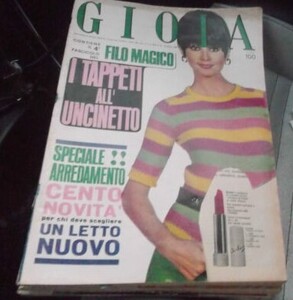 GIOIA
FILO MAGICO
I TAPPETI
ALL'
UNCINETTO
SPECIALE !!
ARREDAMENTO
CENTO
NOVITA
per chi deve scegliere
UN LETTO
NUOVO